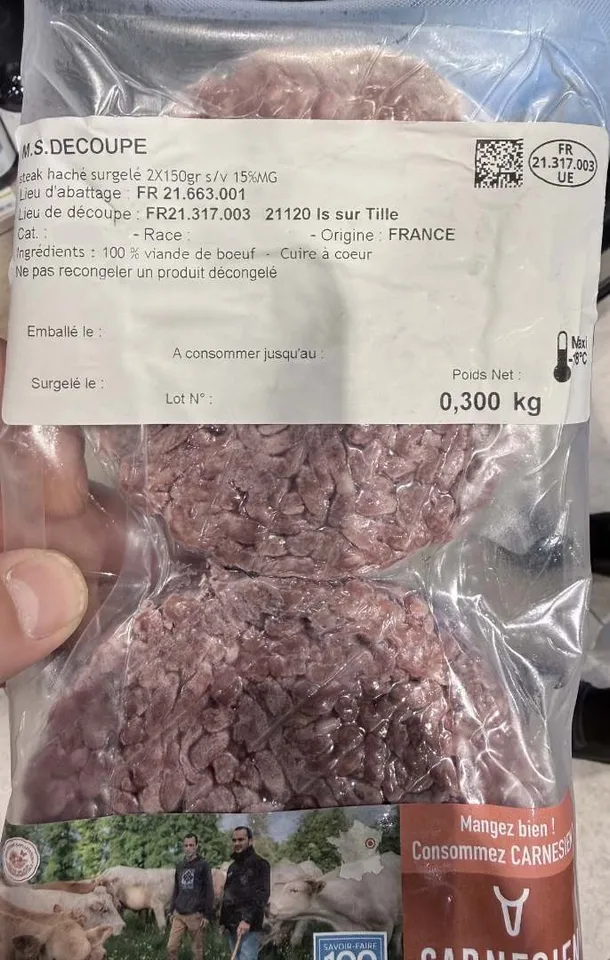 M.S.DECOUPE
steak haché surgelé 2X150gr s/v 15%MG
Lieu d'abattage : FR 21.663.001
Lieu de découpe : FR21.317.003 21120 Is sur Tille
Cat. : - Race : - Origine : FRANCE
Ingrédients : 100 % viande de boeuf - Cuire à coeur
Ne pas recongeler un produit décongelé
FR
21.317.003
UE
Emballé le :
A consommer jusqu'au :
Surgelé le :
Lot N° :
Maxi
-18°C
Poids Net :
0,300 kg
Mangez bien !
Consommez CARNESIEN
CARNESIEN
SAVOIR-FAIRE
100